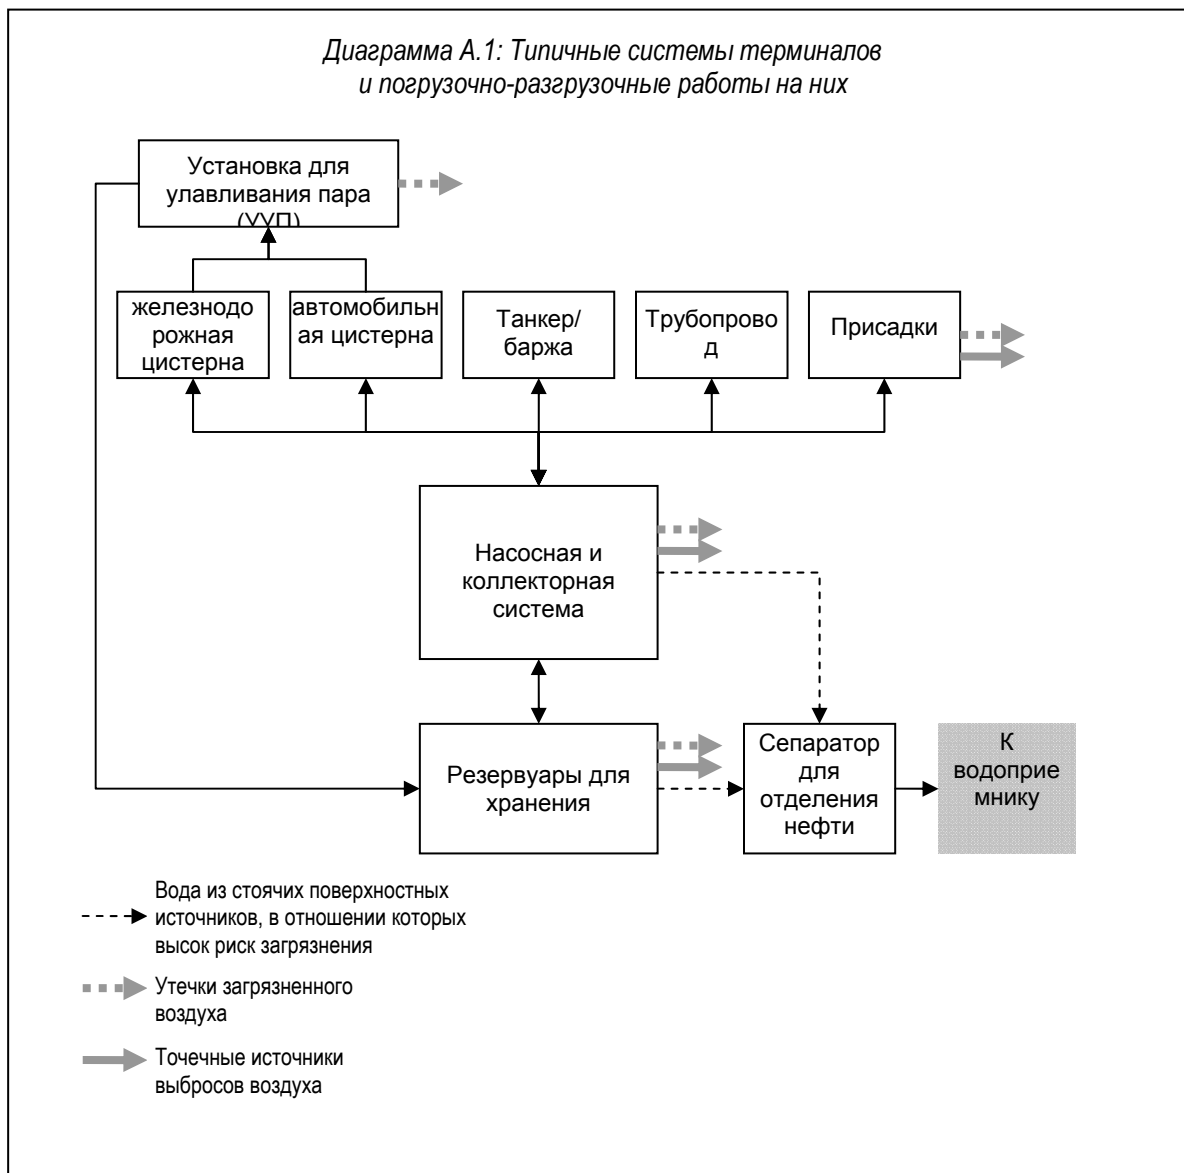 Диаграмма А.1: Типичные системы терминалов
и погрузочно-разгрузочные работы на них
Установка для
улавливания пара
(УУП)
железнодо
рожная
цистерна
автомобильн
ая цистерна
Танкер/
баржа
Трубопрово
д
Присадки
Насосная и
коллекторная
система
Резервуары для
хранения
Сепаратор
для
отделения
нефти
К
водоприе
мнику
Вода из стоячих поверхностных
источников, в отношении которых
высок риск загрязнения
Утечки загрязненного
воздуха
Точечные источники
выбросов воздуха